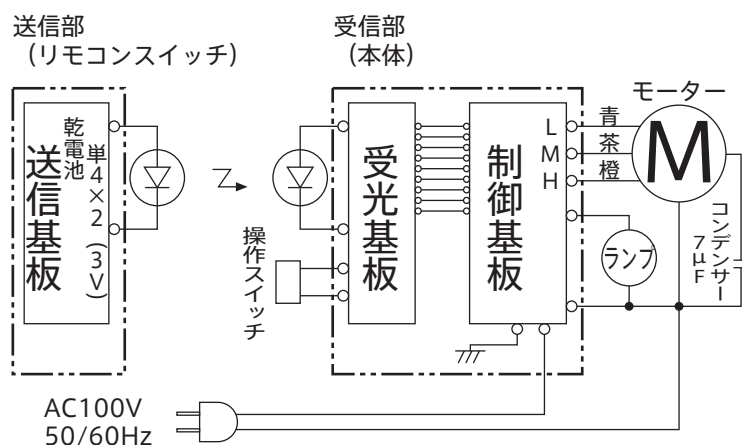 送信部
(リモコンスイッチ)
受信部
(本体)
乾電池
単4×2(3V)
送信基板
操作スイッチ
受光基板
制御基板
L
M
H
青
茶
橙
モーター
M
ランプ
コンデンサー
7μF
AC100V
50/60Hz